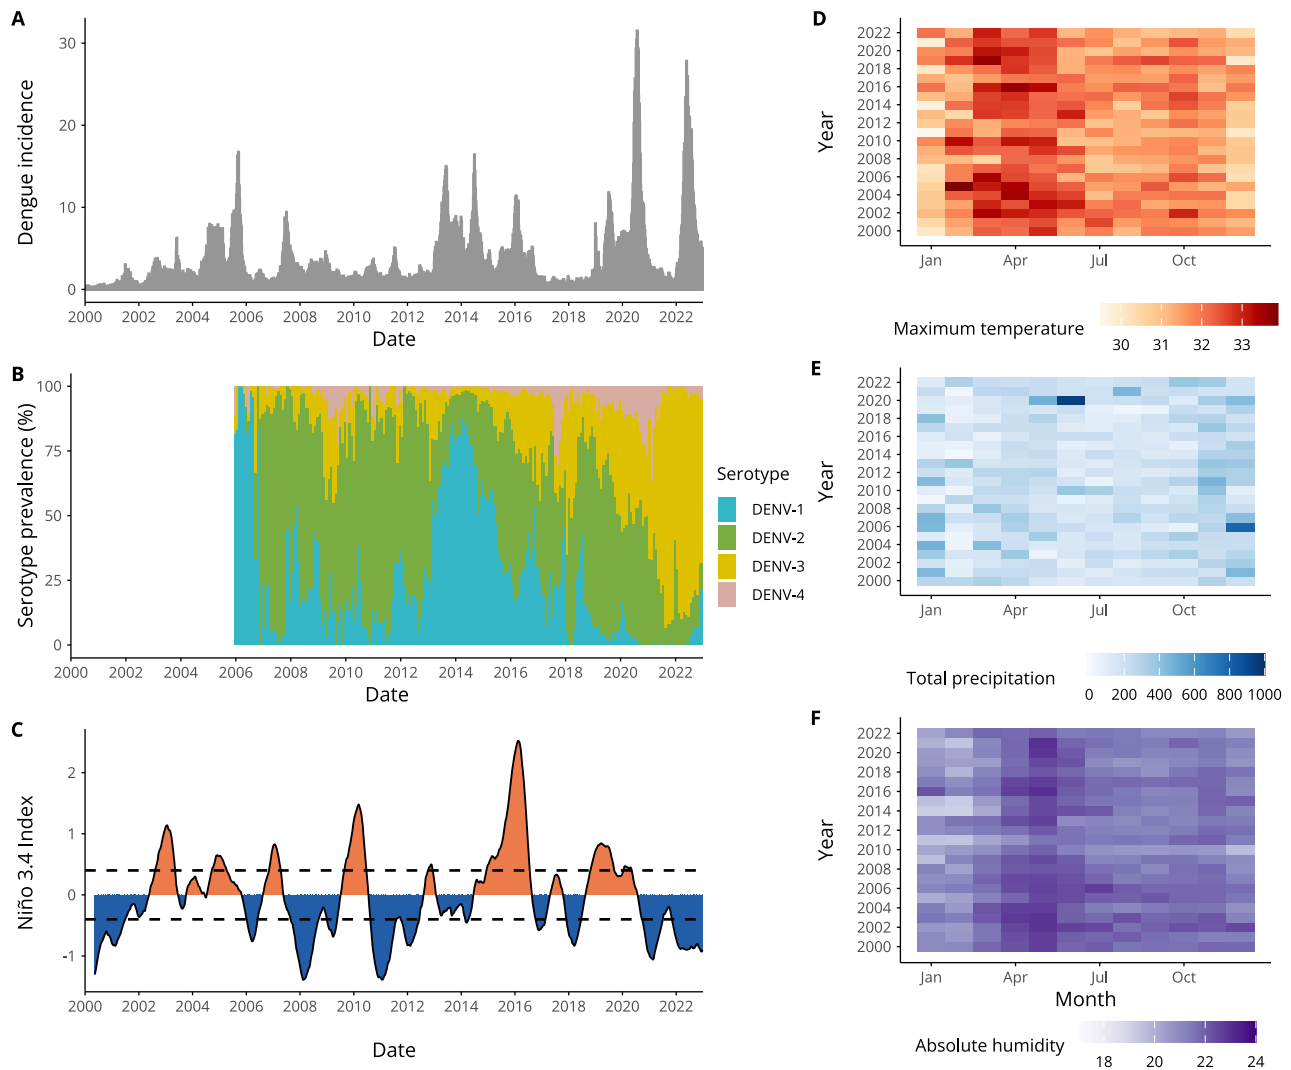 A
Dengue incidence
30
20
10
0
2000 2002 2004 2006 2008 2010 2012 2014 2016 2018 2020 2022
Date
B
Serotype prevalence (%)
100
75
50
25
0
2000 2002 2004 2006 2008 2010 2012 2014 2016 2018 2020 2022
Date
Serotype
DENV-1
DENV-2
DENV-3
DENV-4
C
Niño 3.4 Index
2
1
0
-1
2000 2002 2004 2006 2008 2010 2012 2014 2016 2018 2020 2022
Date
D
Year
2022
2020
2018
2016
2014
2012
2010
2008
2006
2004
2002
2000
Jan Apr Jul Oct
Maximum temperature
30 31 32 33
E
Year
2022
2020
2018
2016
2014
2012
2010
2008
2006
2004
2002
2000
Jan Apr Jul Oct
Total precipitation
0 200 400 600 800 1000
F
Year
2022
2020
2018
2016
2014
2012
2010
2008
2006
2004
2002
2000
Jan Apr Jul Oct
Month
Absolute humidity
18 20 22 24